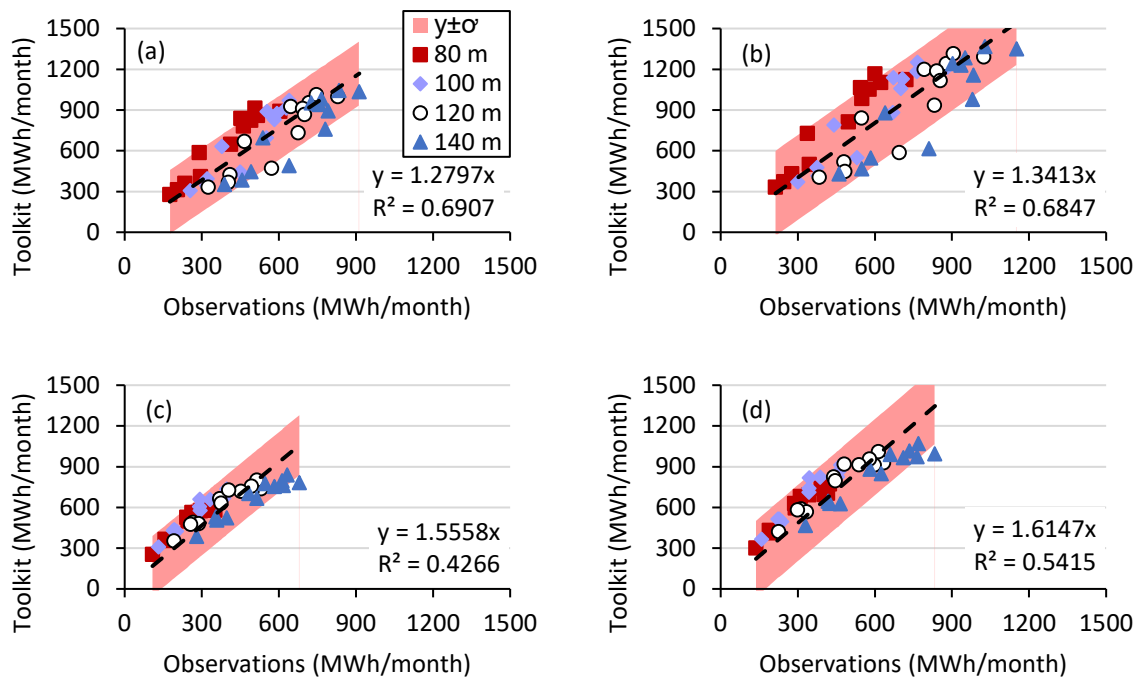 1500
1200
900
600
300
0
Toolkit (MWh/month)
(a)
y±σ
80 m
100 m
120 m
140 m
y = 1.2797x
R² = 0.6907
0 300 600 900 1200 1500
Observations (MWh/month)
1500
1200
900
600
300
0
Toolkit (MWh/month)
(b)
y = 1.3413x
R² = 0.6847
0 300 600 900 1200 1500
Observations (MWh/month)
1500
1200
900
600
300
0
Toolkit (MWh/month)
(c)
y = 1.5558x
R² = 0.4266
0 300 600 900 1200 1500
Observations (MWh/month)
1500
1200
900
600
300
0
Toolkit (MWh/month)
(d)
y = 1.6147x
R² = 0.5415
0 300 600 900 1200 1500
Observations (MWh/month)